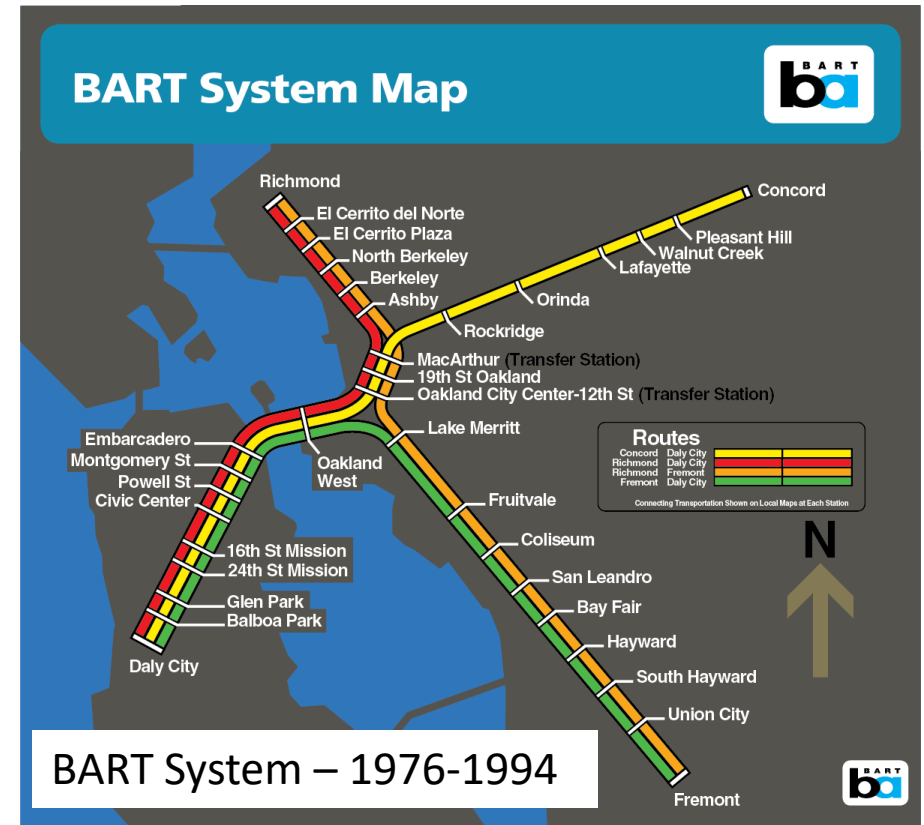 BART System Map
BART
ba
Richmond
El Cerrito del Norte
El Cerrito Plaza
North Berkeley
Berkeley
Ashby
Concord
Pleasant Hill
Walnut Creek
Lafayette
Orinda
Rockridge
MacArthur (Transfer Station)
19th St Oakland
Oakland City Center-12th St (Transfer Station)
Lake Merritt
Embarcadero
Montgomery St
Powell St
Civic Center
Oakland
West
16th St Mission
24th St Mission
Glen Park
Balboa Park
Daly City
Fruitvale
Coliseum
San Leandro
Bay Fair
Hayward
South Hayward
Union City
Fremont
Routes
Concord Daly City
Richmond Daly City
Richmond Fremont
Fremont Daly City
Connecting Transportation Shown on Local Maps at Each Station
N
BART System – 1976-1994
BART
ba